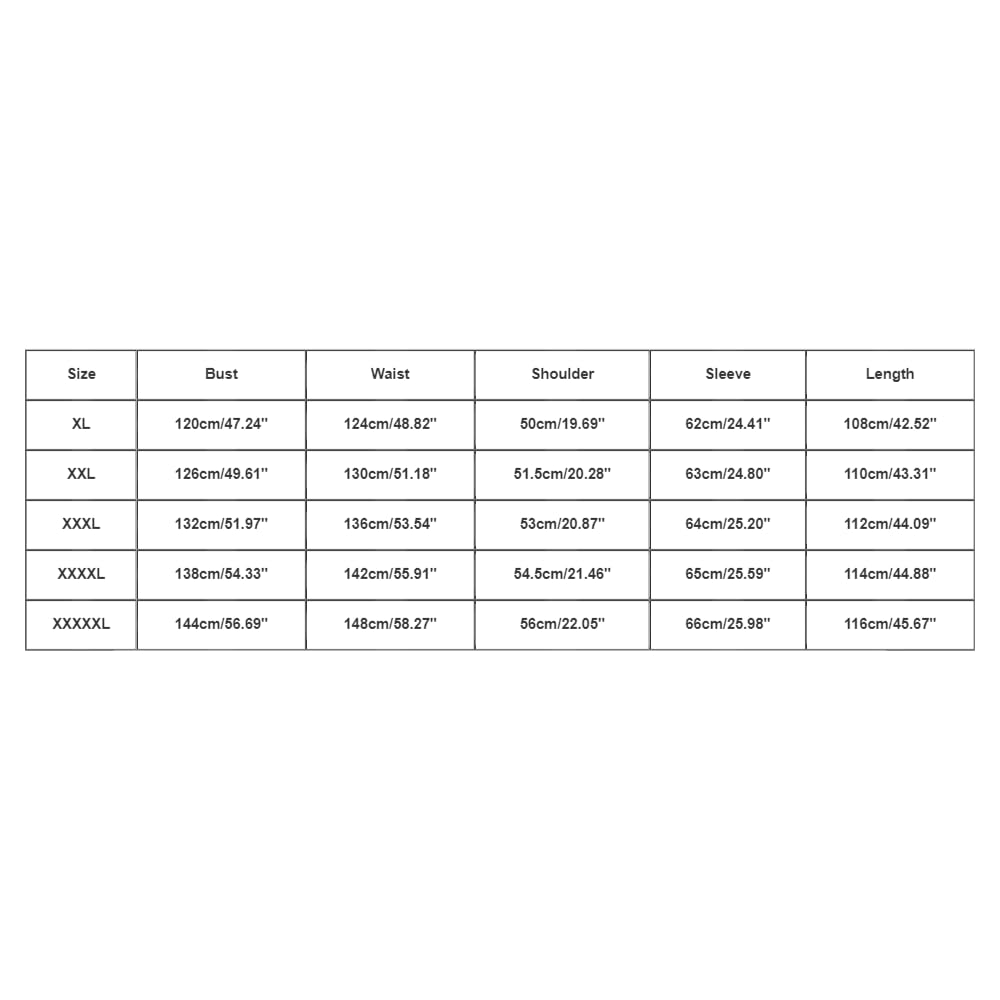 Size Bust Waist Shoulder Sleeve Length
XL 120cm/47.24'' 124cm/48.82'' 50cm/19.69'' 62cm/24.41'' 108cm/42.52''
XXL 126cm/49.61'' 130cm/51.18'' 51.5cm/20.28'' 63cm/24.80'' 110cm/43.31''
XXXL 132cm/51.97'' 136cm/53.54'' 53cm/20.87'' 64cm/25.20'' 112cm/44.09''
XXXXL 138cm/54.33'' 142cm/55.91'' 54.5cm/21.46'' 65cm/25.59'' 114cm/44.88''
XXXXXL 144cm/56.69'' 148cm/58.27'' 56cm/22.05'' 66cm/25.98'' 116cm/45.67''